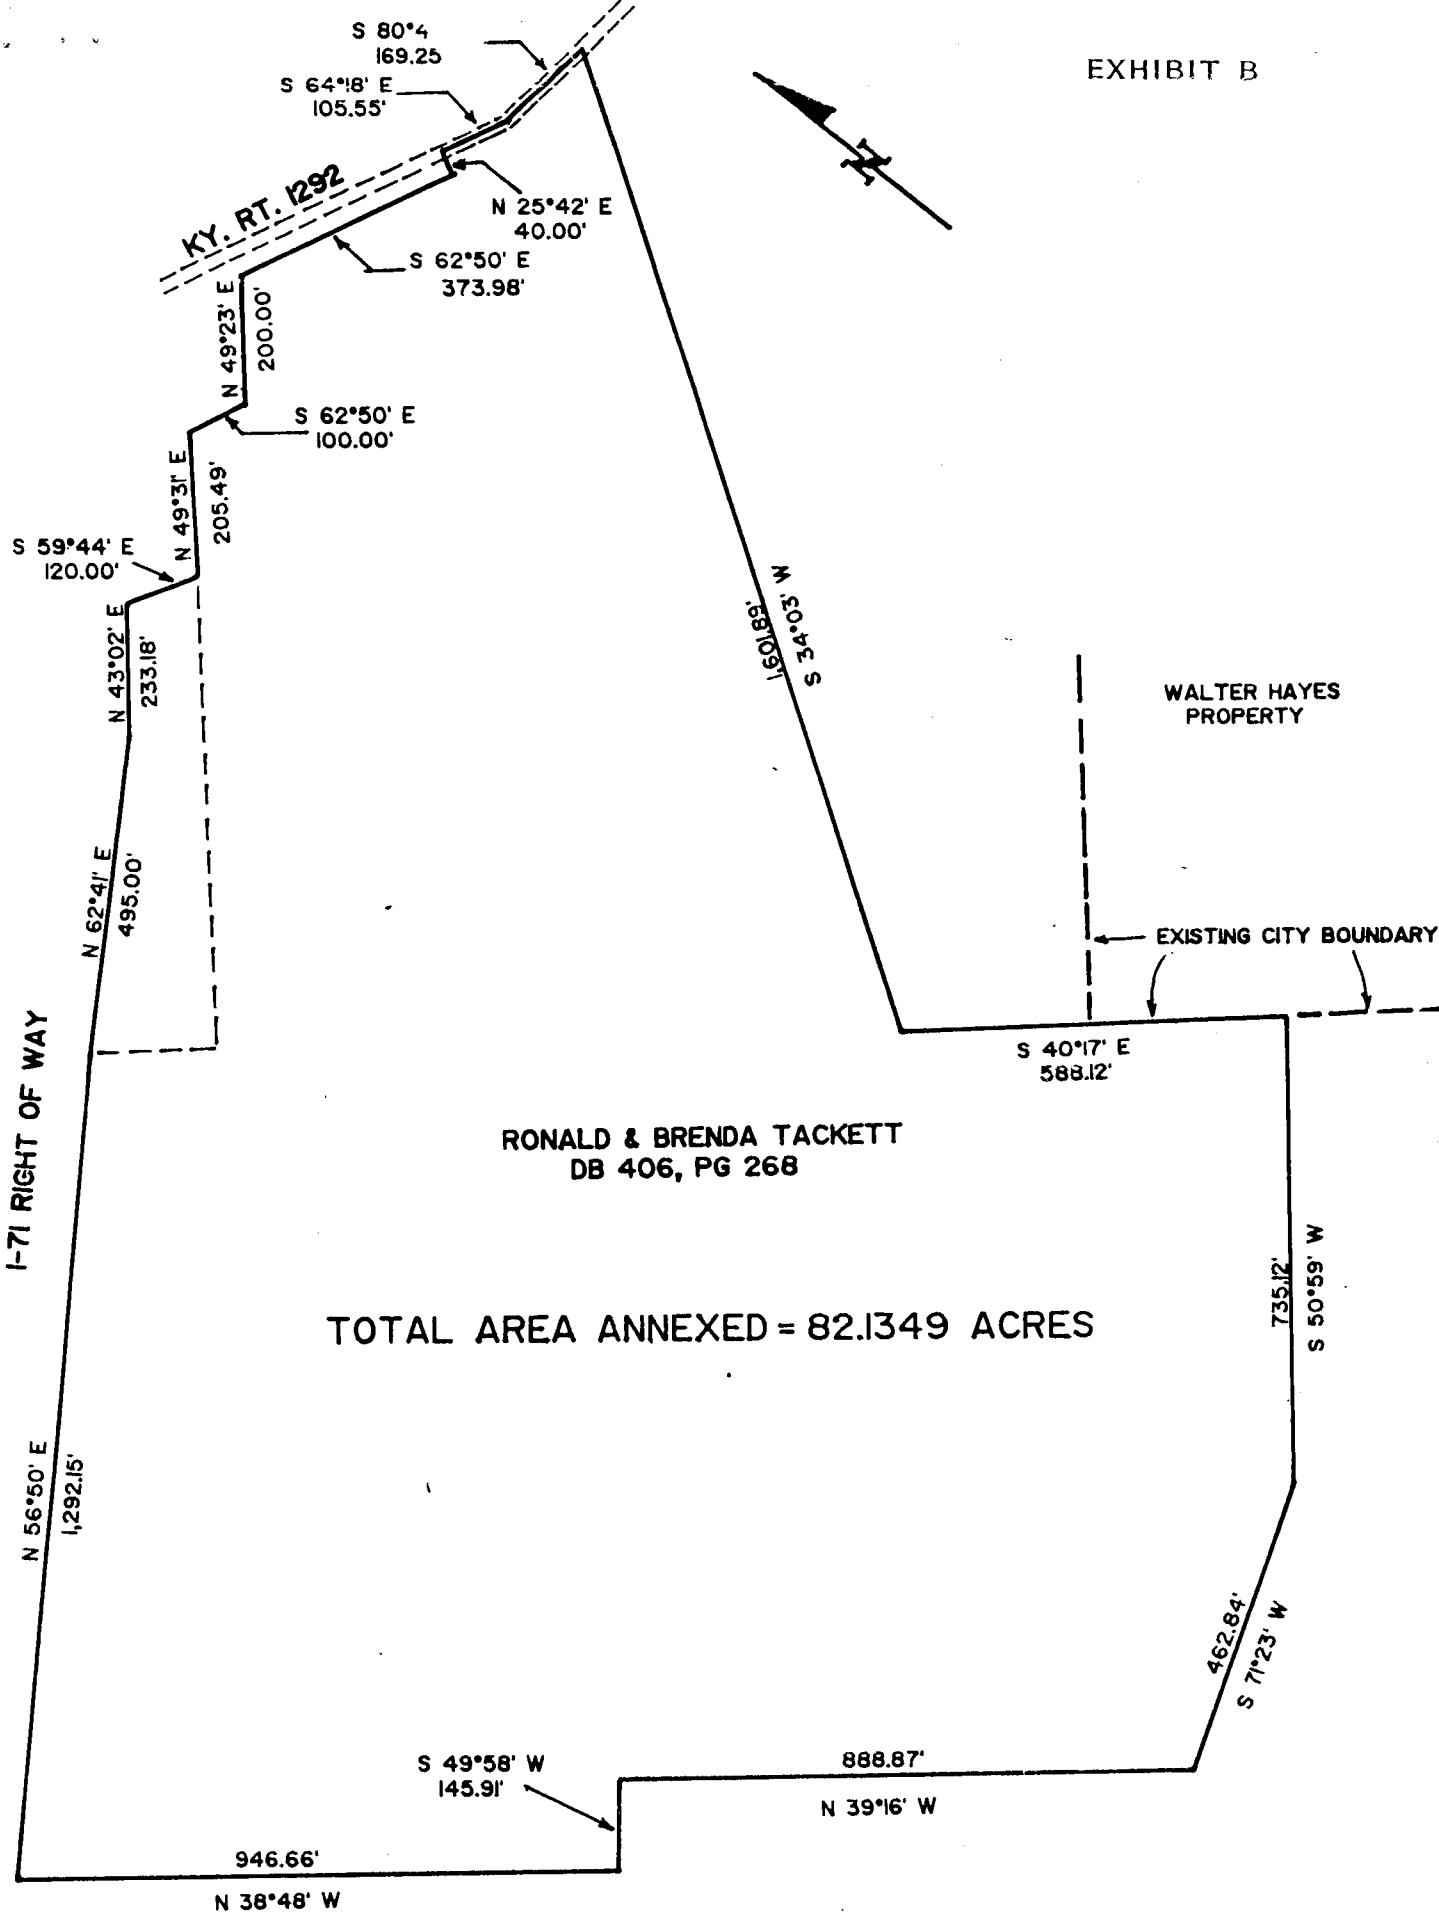 EXHIBIT B
S 80°4
169.25
S 64°18' E
105.55'
KY. RT. 1292
N
N 25°42' E
40.00'
S 62°50' E
373.98'
N 49°23' E
200.00'
S 62°50' E
100.00'
N 49°31' E
205.49'
S 59°44' E
120.00'
N 43°02' E
233.18'
1,601.89'
S 34°03' W
WALTER HAYES
PROPERTY
N 62°41' E
495.00'
EXISTING CITY BOUNDARY
S 40°17' E
588.12'
I-71 RIGHT OF WAY
RONALD & BRENDA TACKETT
DB 406, PG 268
735.12'
S 50°59' W
TOTAL AREA ANNEXED = 82.1349 ACRES
N 56°50' E
1,292.15'
462.84'
S 71°23' W
S 49°58' W
145.91'
888.87'
N 39°16' W
946.66'
N 38°48' W